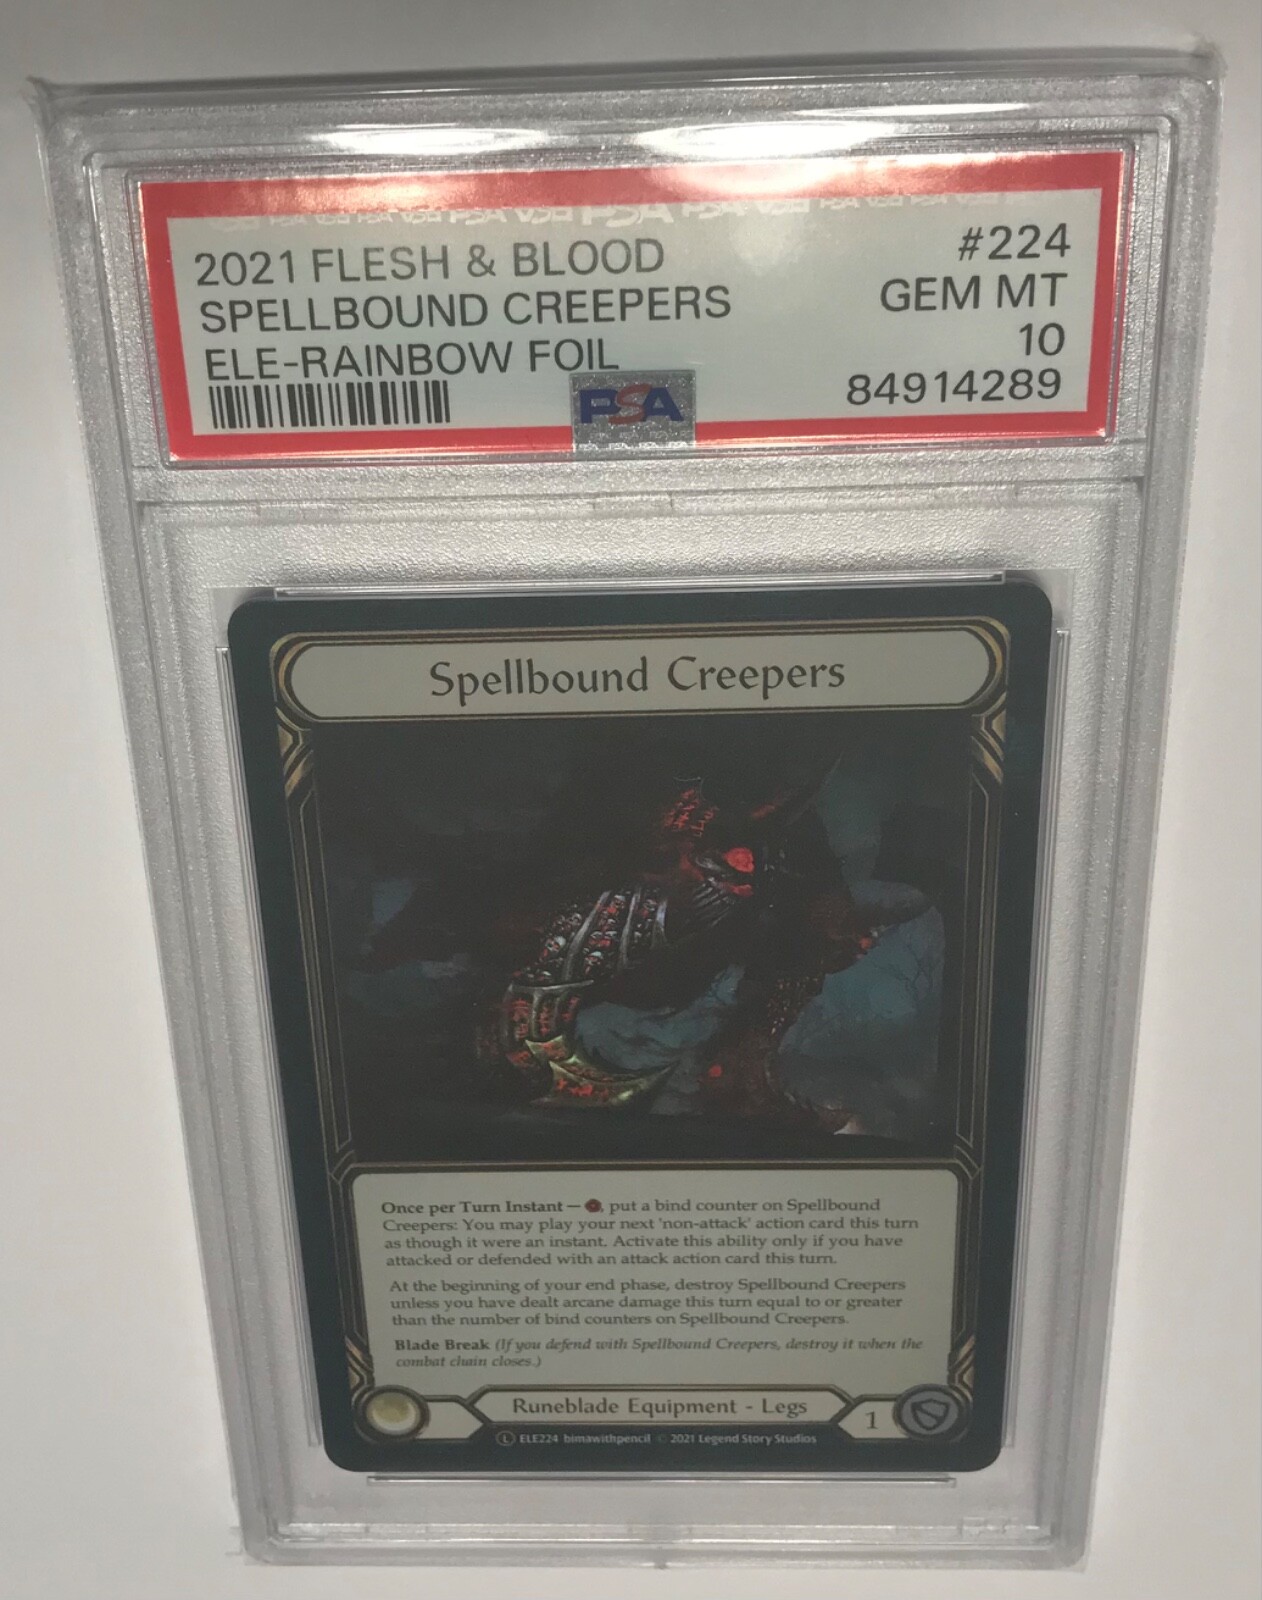 2021 FLESH & BLOOD #224
SPELLBOUND CREEPERS GEM MT
ELE-RAINBOW FOIL 10
PSA 84914289
Spellbound Creepers
Once per Turn Instant — , put a bind counter on Spellbound
Creepers: You may play your next 'non-attack' action card this turn
as though it were an instant. Activate this ability only if you have
attacked or defended with an attack action card this turn.
At the beginning of your end phase, destroy Spellbound Creepers
unless you have dealt arcane damage this turn equal to or greater
than the number of bind counters on Spellbound Creepers.
Blade Break (If you defend with Spellbound Creepers, destroy it when the
combat chain closes.)
Runeblade Equipment - Legs 1
L ELE224 bimawithpencil © 2021 Legend Story Studios